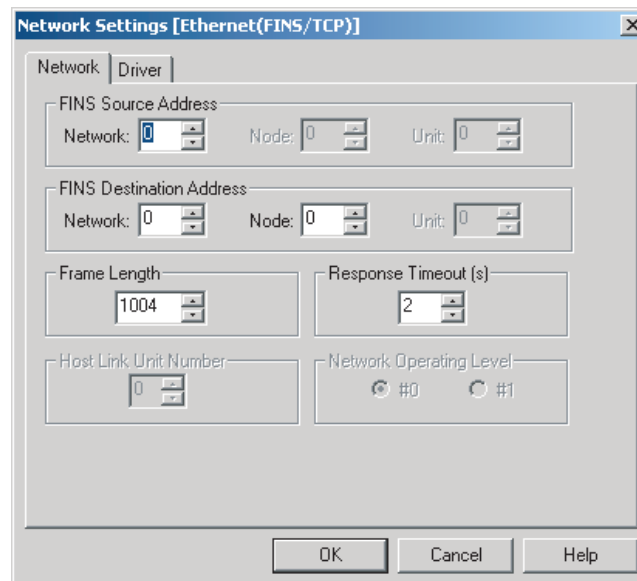 Network Settings [Ethernet(FINS/TCP)]
Network Driver
FINS Source Address
Network: 0 Node: 0 Unit: 0
FINS Destination Address
Network: 0 Node: 0 Unit: 0
Frame Length Response Timeout (s)
1004 2
Host Link Unit Number Network Operating Level
0 #0 #1
OK Cancel Help